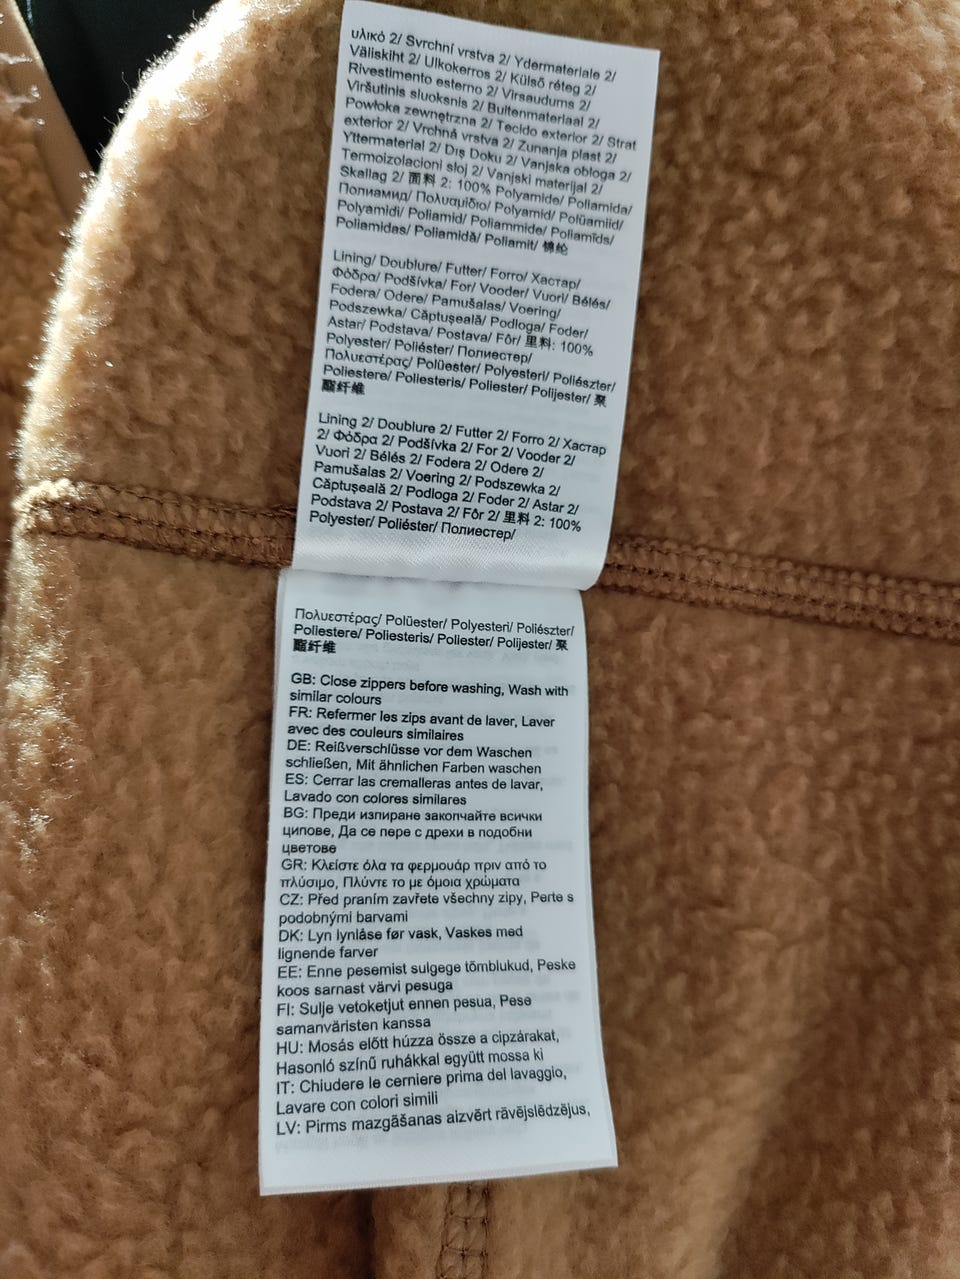 υλικό 2/ Svrchní vrstva 2/ Ydermateriale 2/
Väliskiht 2/ Ulkokerros 2/ Külső réteg 2/
Rivestimento esterno 2/ Virsaudums 2/
Viršutinis sluoksnis 2/ Buitenmateriaal 2/
Powłoka zewnętrzna 2/ Tecido exterior 2/ Strat
exterior 2/ Vrchná vrstva 2/ Zunanja plast 2/
Yttermaterial 2/ Dış Doku 2/ Vanjska obloga 2/
Termoizolacioni sloj 2/ Vanjski materijal 2/
Skallag 2/ 面料 2: 100% Polyamide/ Poliamida/
Полиамид/ Πολυαμίδιο/ Polyamid/ Polüamiid/
Polyamidi/ Poliamid/ Poliammide/ Poliamīds/
Poliamidas/ Poliamidă/ Poliamit/ 锦纶
Lining/ Doublure/ Futter/ Forro/ Хастар/
Φόδρα/ Podšívka/ For/ Vooder/ Vuori/ Bélés/
Fodera/ Odere/ Pamušalas/ Voering/
Podszewka/ Căptușeală/ Podloga/ Foder/
Astar/ Podstava/ Postava/ Fôr/ 里料: 100%
Polyester/ Poliéster/ Полиестер/
Πολυεστέρας/ Polüester/ Polyesteri/ Poliészter/
Poliestere/ Poliesteris/ Poliester/ Polijester/ 聚
酯纤维
Lining 2/ Doublure 2/ Futter 2/ Forro 2/ Хастар
2/ Φόδρα 2/ Podšívka 2/ For 2/ Vooder 2/
Vuori 2/ Bélés 2/ Fodera 2/ Odere 2/
Pamušalas 2/ Voering 2/ Podszewka 2/
Căptușeală 2/ Podloga 2/ Foder 2/ Astar 2/
Podstava 2/ Postava 2/ Fôr 2/ 里料 2: 100%
Polyester/ Poliéster/ Полиестер/
Πολυεστέρας/ Polüester/ Polyesteri/ Poliészter/
Poliestere/ Poliesteris/ Poliester/ Polijester/ 聚
酯纤维
GB: Close zippers before washing, Wash with
similar colours
FR: Refermer les zips avant de laver, Laver
avec des couleurs similaires
DE: Reißverschlüsse vor dem Waschen
schließen, Mit ähnlichen Farben waschen
ES: Cerrar las cremalleras antes de lavar,
Lavado con colores similares
BG: Преди изпиране закопчайте всички
ципове, Да се пере с дрехи в подобни
цветове
GR: Κλείστε όλα τα φερμουάρ πριν από το
πλύσιμο, Πλύντε το με όμοια χρώματα
CZ: Před praním zavřete všechny zipy, Perte s
podobnými barvami
DK: Lyn lynlåse før vask, Vaskes med
lignende farver
EE: Enne pesemist sulgege tõmblukud, Peske
koos sarnast värvi pesuga
FI: Sulje vetoketjut ennen pesua, Pese
samanväristen kanssa
HU: Mosás előtt húzza össze a cipzárakat,
Hasonló színű ruhákkal együtt mossa ki
IT: Chiudere le cerniere prima del lavaggio,
Lavare con colori simili
LV: Pirms mazgāšanas aizvērt rāvējslēdzējus,